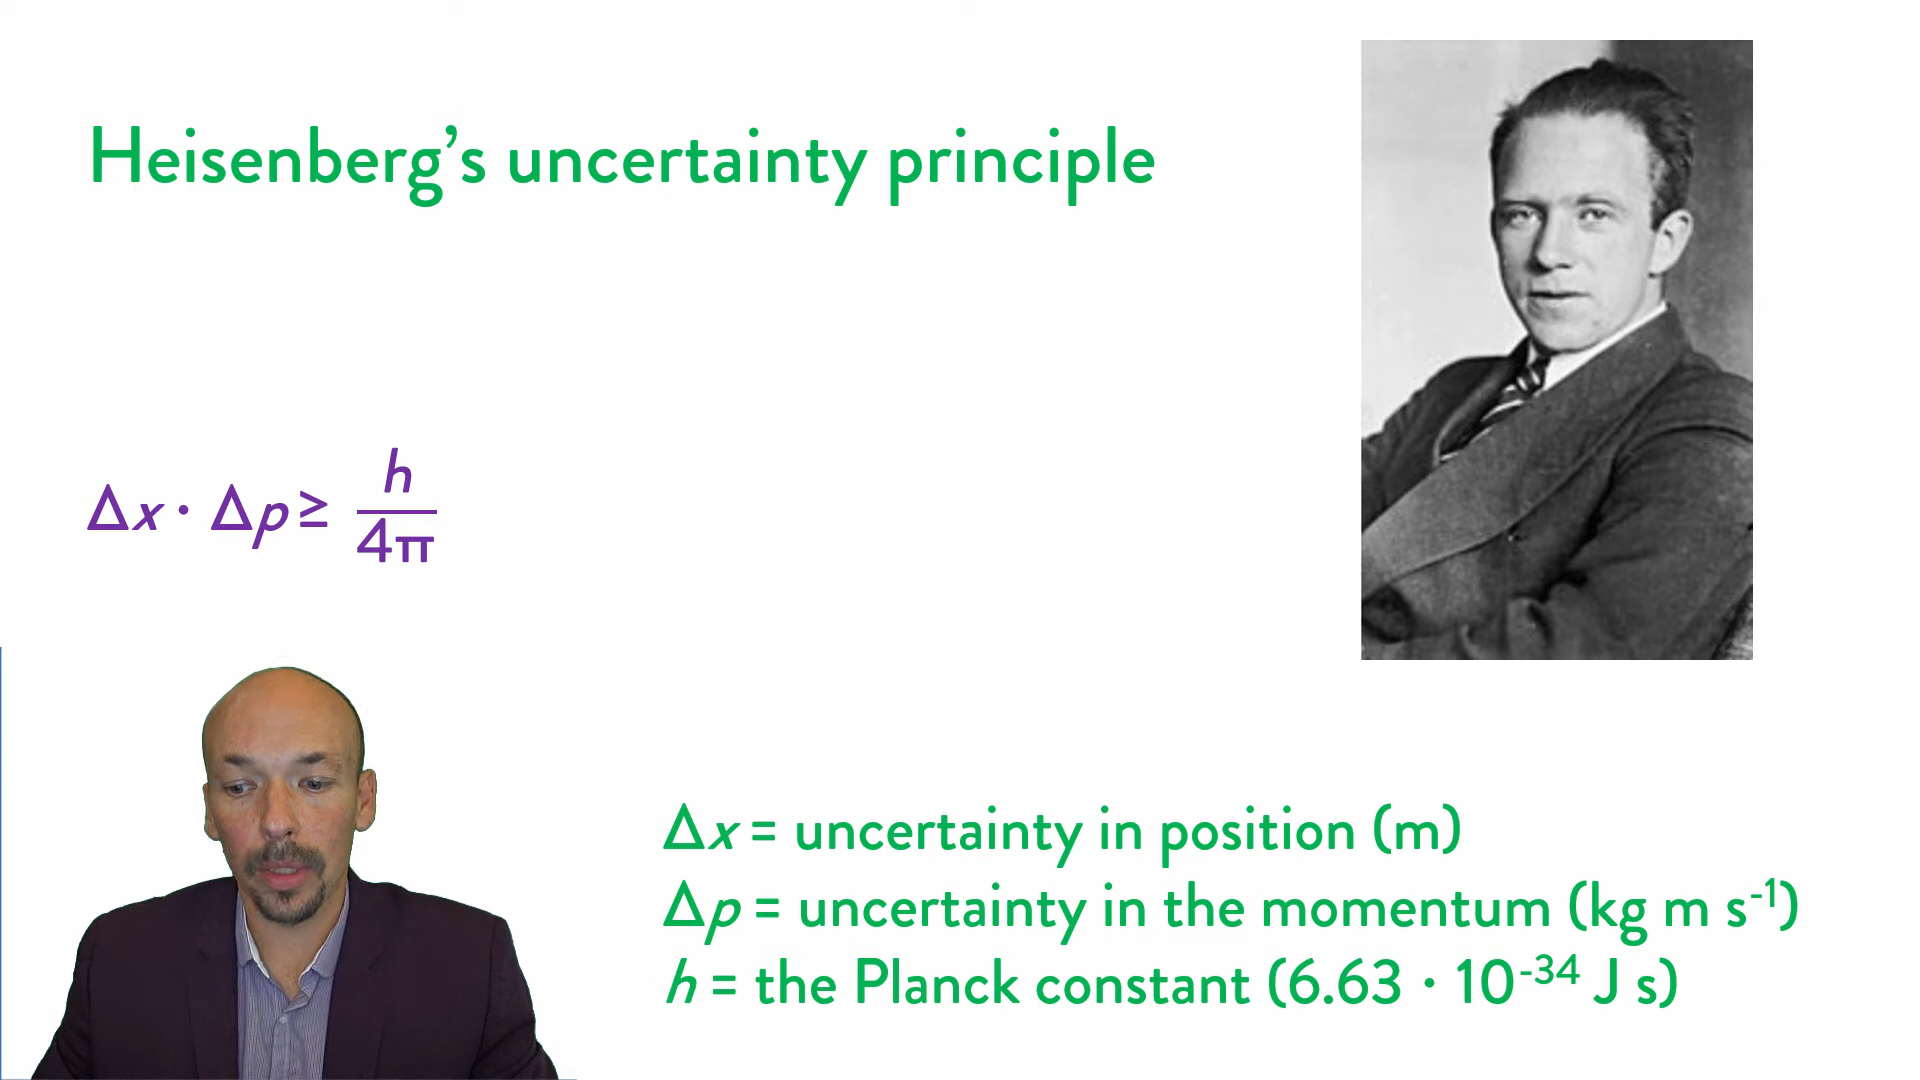 Heisenberg’s uncertainty principle
Δx · Δp ≥ h/4π
Δx = uncertainty in position (m)
Δp = uncertainty in the momentum (kg m s⁻¹)
h = the Planck constant (6.63 · 10⁻³⁴ J s)